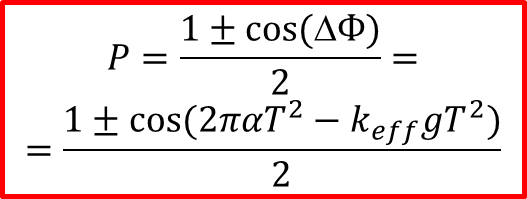 P = (1 ± cos(ΔΦ))/2 =
= (1 ± cos(2παT² − k_eff gT²))/2